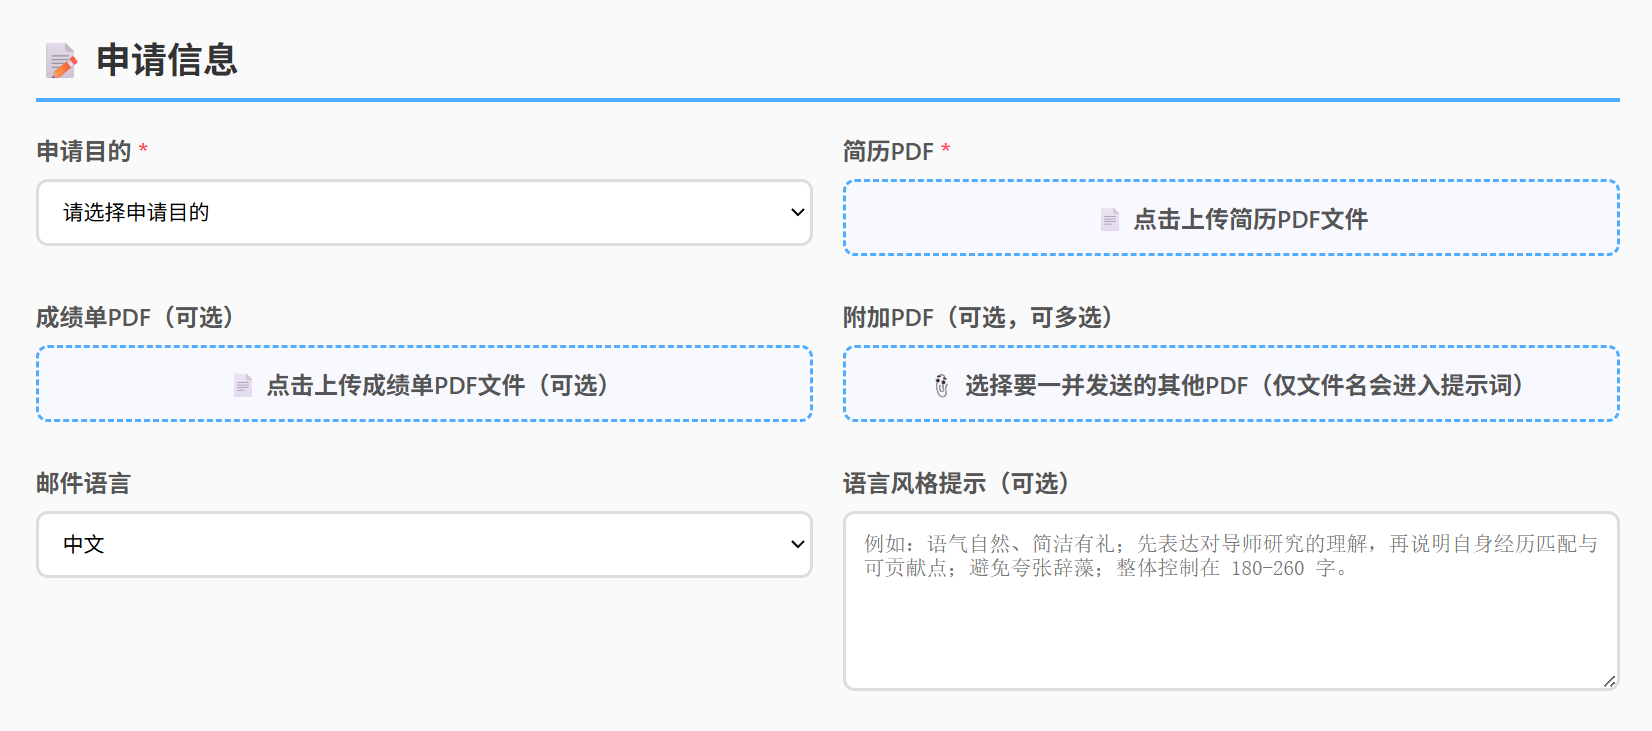 申请信息
申请目的 *
请选择申请目的
简历PDF *
点击上传简历PDF文件
成绩单PDF（可选）
点击上传成绩单PDF文件（可选）
附加PDF（可选，可多选）
选择要一并发送的其他PDF（仅文件名会进入提示词）
邮件语言
中文
语言风格提示（可选）
例如：语气自然、简洁有礼；先表达对导师研究的理解，再说明自身经历匹配与
可贡献点；避免夸张辞藻；整体控制在 180-260 字。